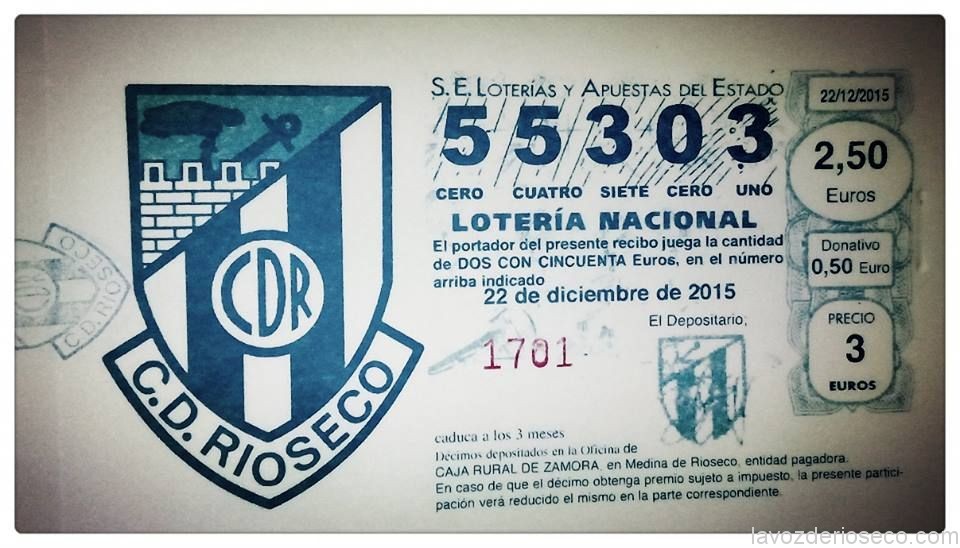 S.E. LOTERÍAS Y APUESTAS DEL ESTADO
55303
CERO CUATRO SIETE CERO UNO
LOTERÍA NACIONAL
El portador del presente recibo juega la cantidad
de DOS CON CINCUENTA Euros, en el número
arriba indicado
22 de diciembre de 2015
El Depositario,
1701
caduca a los 3 meses
Décimos depositados en la Oficina de
CAJA RURAL DE ZAMORA, en Medina de Rioseco, entidad pagadora.
En caso de que el décimo obtenga premio sujeto a impuesto, la presente partici-
pación verá reducido el mismo en la parte correspondiente.
22/12/2015
2,50
Euros
Donativo
0,50 Euro
PRECIO
3
EUROS
CDR
C.D. RIOSECO
C.D. RIOSECO
lavozderioseco.com